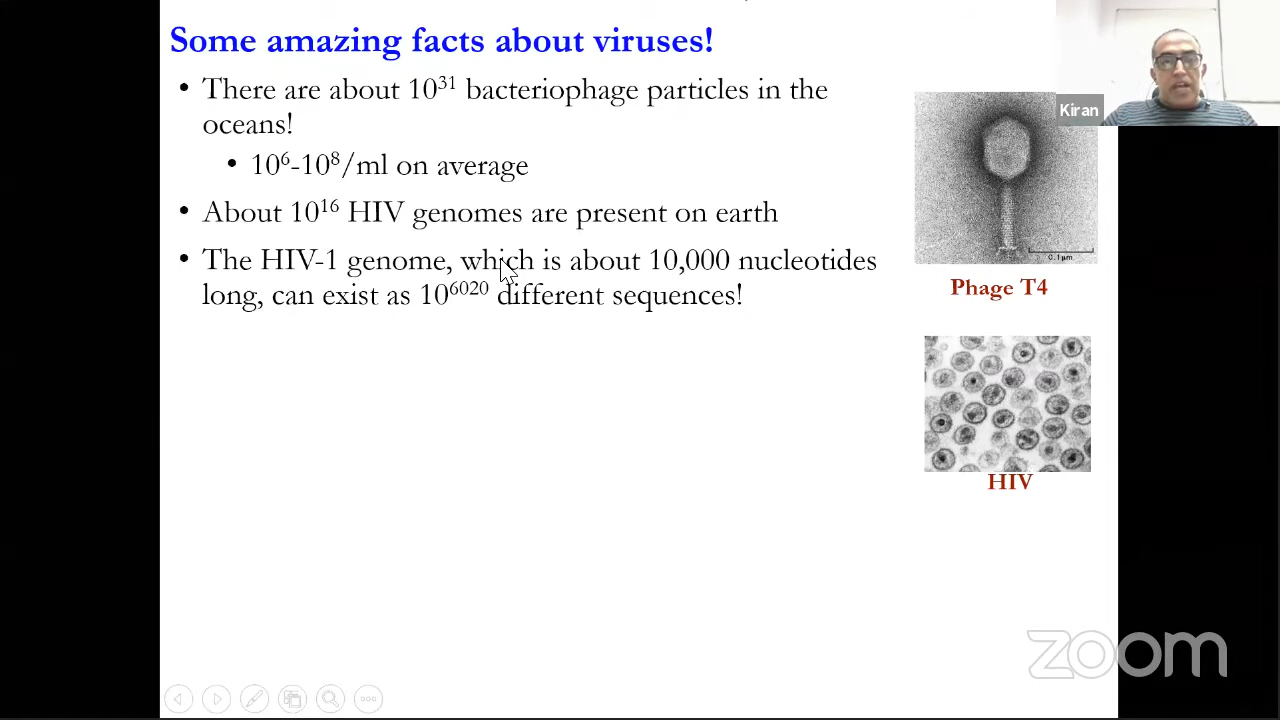 Some amazing facts about viruses!
• There are about 10³¹ bacteriophage particles in the
oceans!
• 10⁶-10⁸/ml on average
• About 10¹⁶ HIV genomes are present on earth
• The HIV-1 genome, which is about 10,000 nucleotides
long, can exist as 10⁶⁰²⁰ different sequences!
Kiran
0.1µm
Phage T4
HIV
zoom